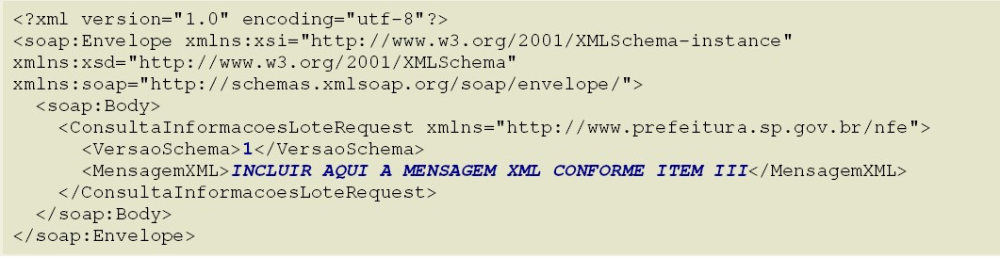 <?xml version="1.0" encoding="utf-8"?>
<soap:Envelope xmlns:xsi="http://www.w3.org/2001/XMLSchema-instance"
xmlns:xsd="http://www.w3.org/2001/XMLSchema"
xmlns:soap="http://schemas.xmlsoap.org/soap/envelope/">
  <soap:Body>
    <ConsultaInformacoesLoteRequest xmlns="http://www.prefeitura.sp.gov.br/nfe">
      <VersaoSchema>1</VersaoSchema>
      <MensagemXML>INCLUIR AQUI A MENSAGEM XML CONFORME ITEM III</MensagemXML>
    </ConsultaInformacoesLoteRequest>
  </soap:Body>
</soap:Envelope>